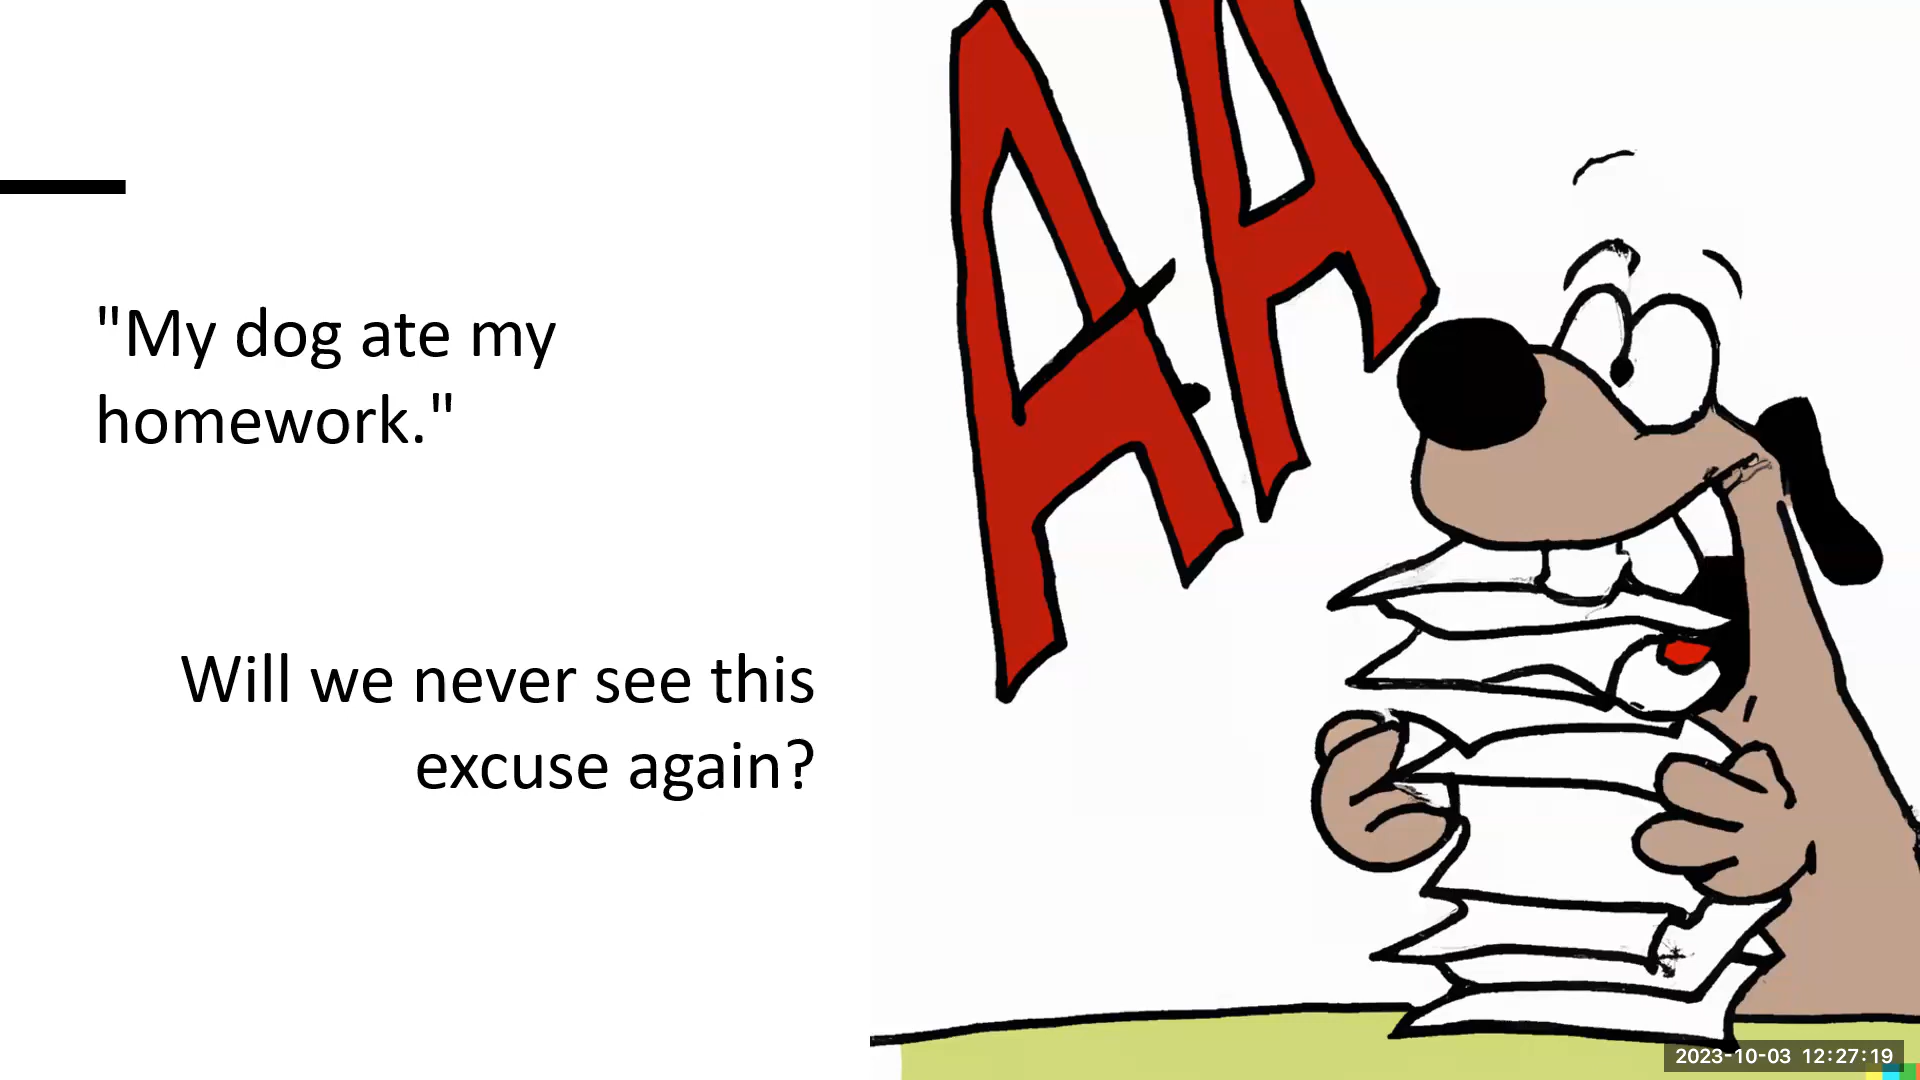 AA
"My dog ate my
homework."
Will we never see this
excuse again?
2023-10-03 12:27:19